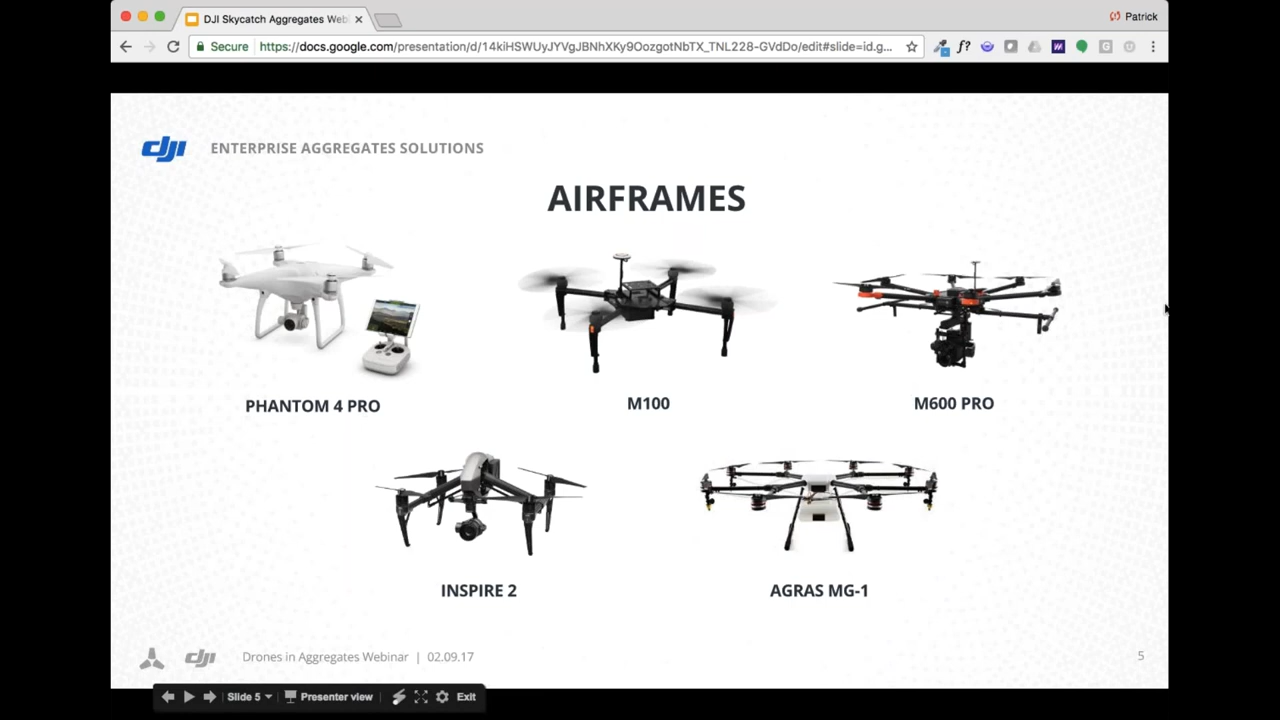 DJI Skycatch Aggregates Web
Patrick
Secure
https://docs.google.com/presentation/d/14kiHSWUyJYVgJBNhXKy9OozgotNbTX_TNL228-GVdDo/edit#slide=id.g...
f?
dji
ENTERPRISE AGGREGATES SOLUTIONS
AIRFRAMES
PHANTOM 4 PRO
M100
M600 PRO
INSPIRE 2
AGRAS MG-1
dji
Drones in Aggregates Webinar | 02.09.17
5
Slide 5
Presenter view
Exit